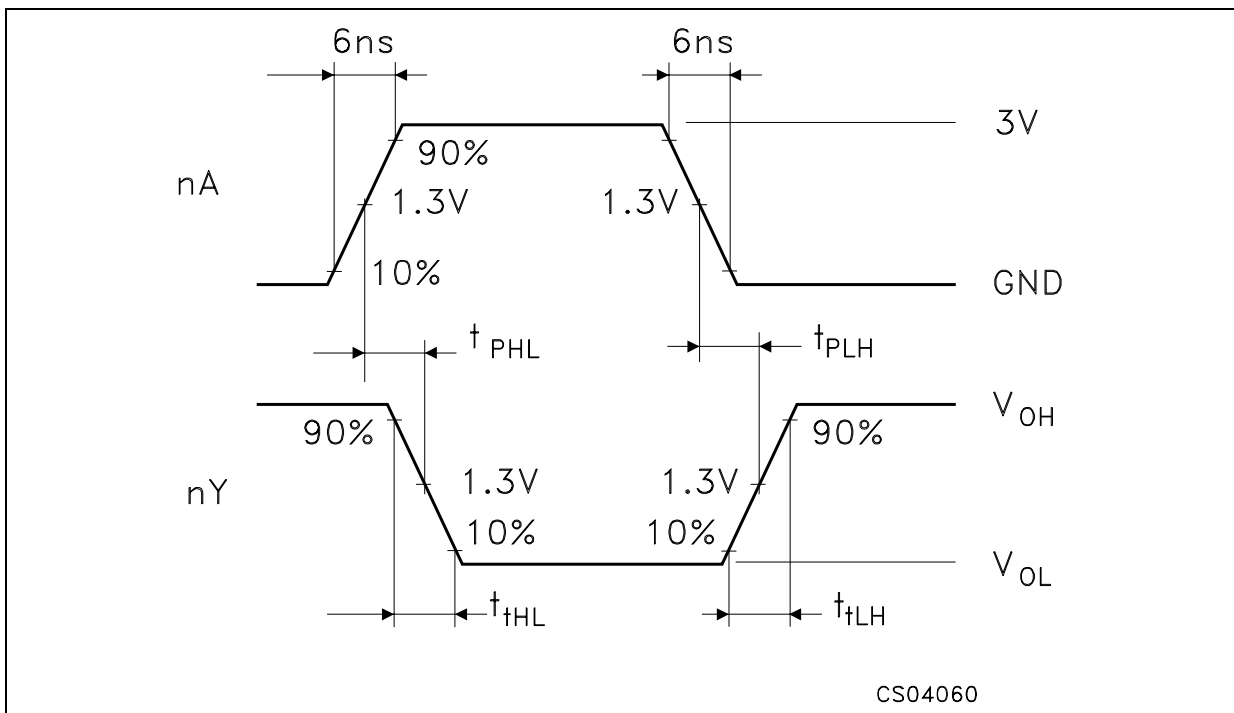 6ns 6ns
3V
90%
nA
1.3V 1.3V
10%
GND
t PHL tPLH
VOH
90% 90%
nY
1.3V 1.3V
10% 10%
VOL
ttHL ttLH
CS04060